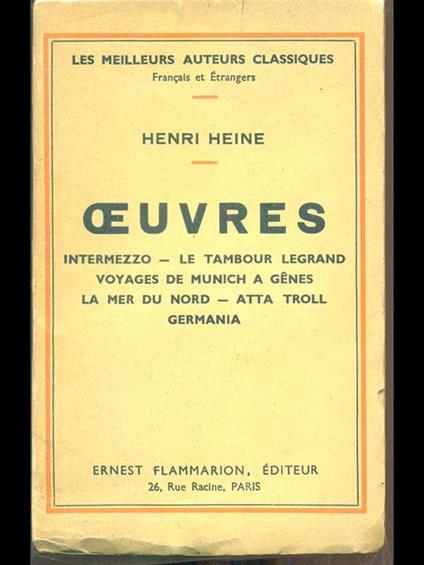 LES MEILLEURS AUTEURS CLASSIQUES
Français et Étrangers
HENRI HEINE
ŒUVRES
INTERMEZZO — LE TAMBOUR LEGRAND
VOYAGES DE MUNICH A GÊNES
LA MER DU NORD — ATTA TROLL
GERMANIA
ERNEST FLAMMARION, ÉDITEUR
26, Rue Racine, PARIS